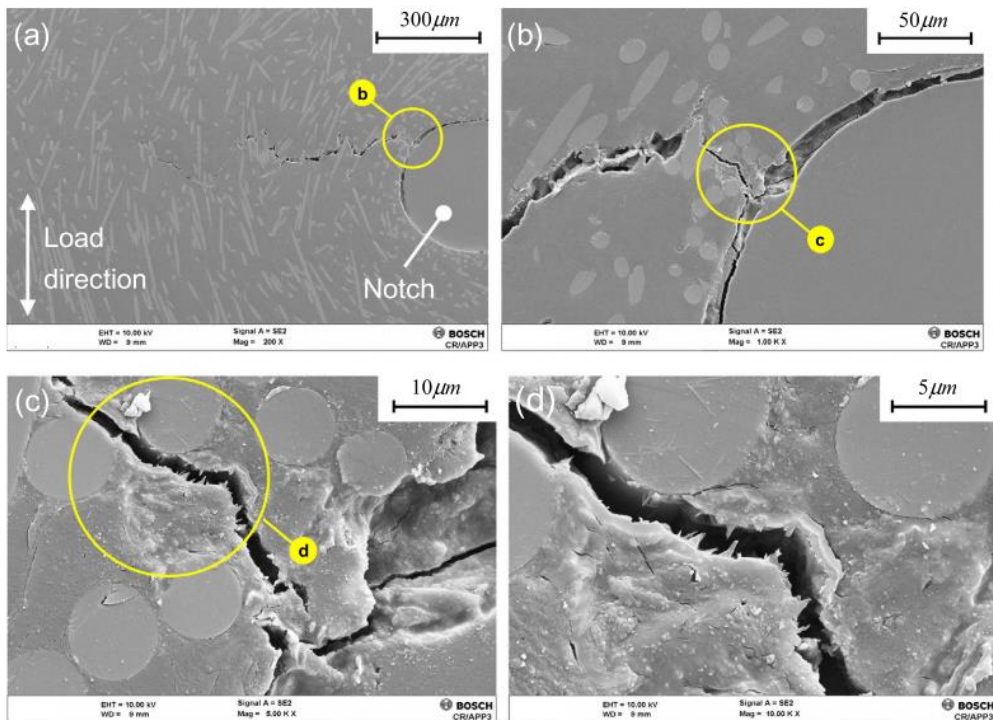 (a)
300μm
b
Load
direction
Notch
EHT = 10.00 kV
WD = 9 mm
Signal A = SE2
Mag = 200 X
BOSCH
CR/APP3
(b)
50μm
c
EHT = 10.00 kV
WD = 9 mm
Signal A = SE2
Mag = 1.00 K X
BOSCH
CR/APP3
(c)
10μm
d
EHT = 10.00 kV
WD = 9 mm
Signal A = SE2
Mag = 5.00 K X
BOSCH
CR/APP3
(d)
5μm
EHT = 10.00 kV
WD = 9 mm
Signal A = SE2
Mag = 10.00 K X
BOSCH
CR/APP3